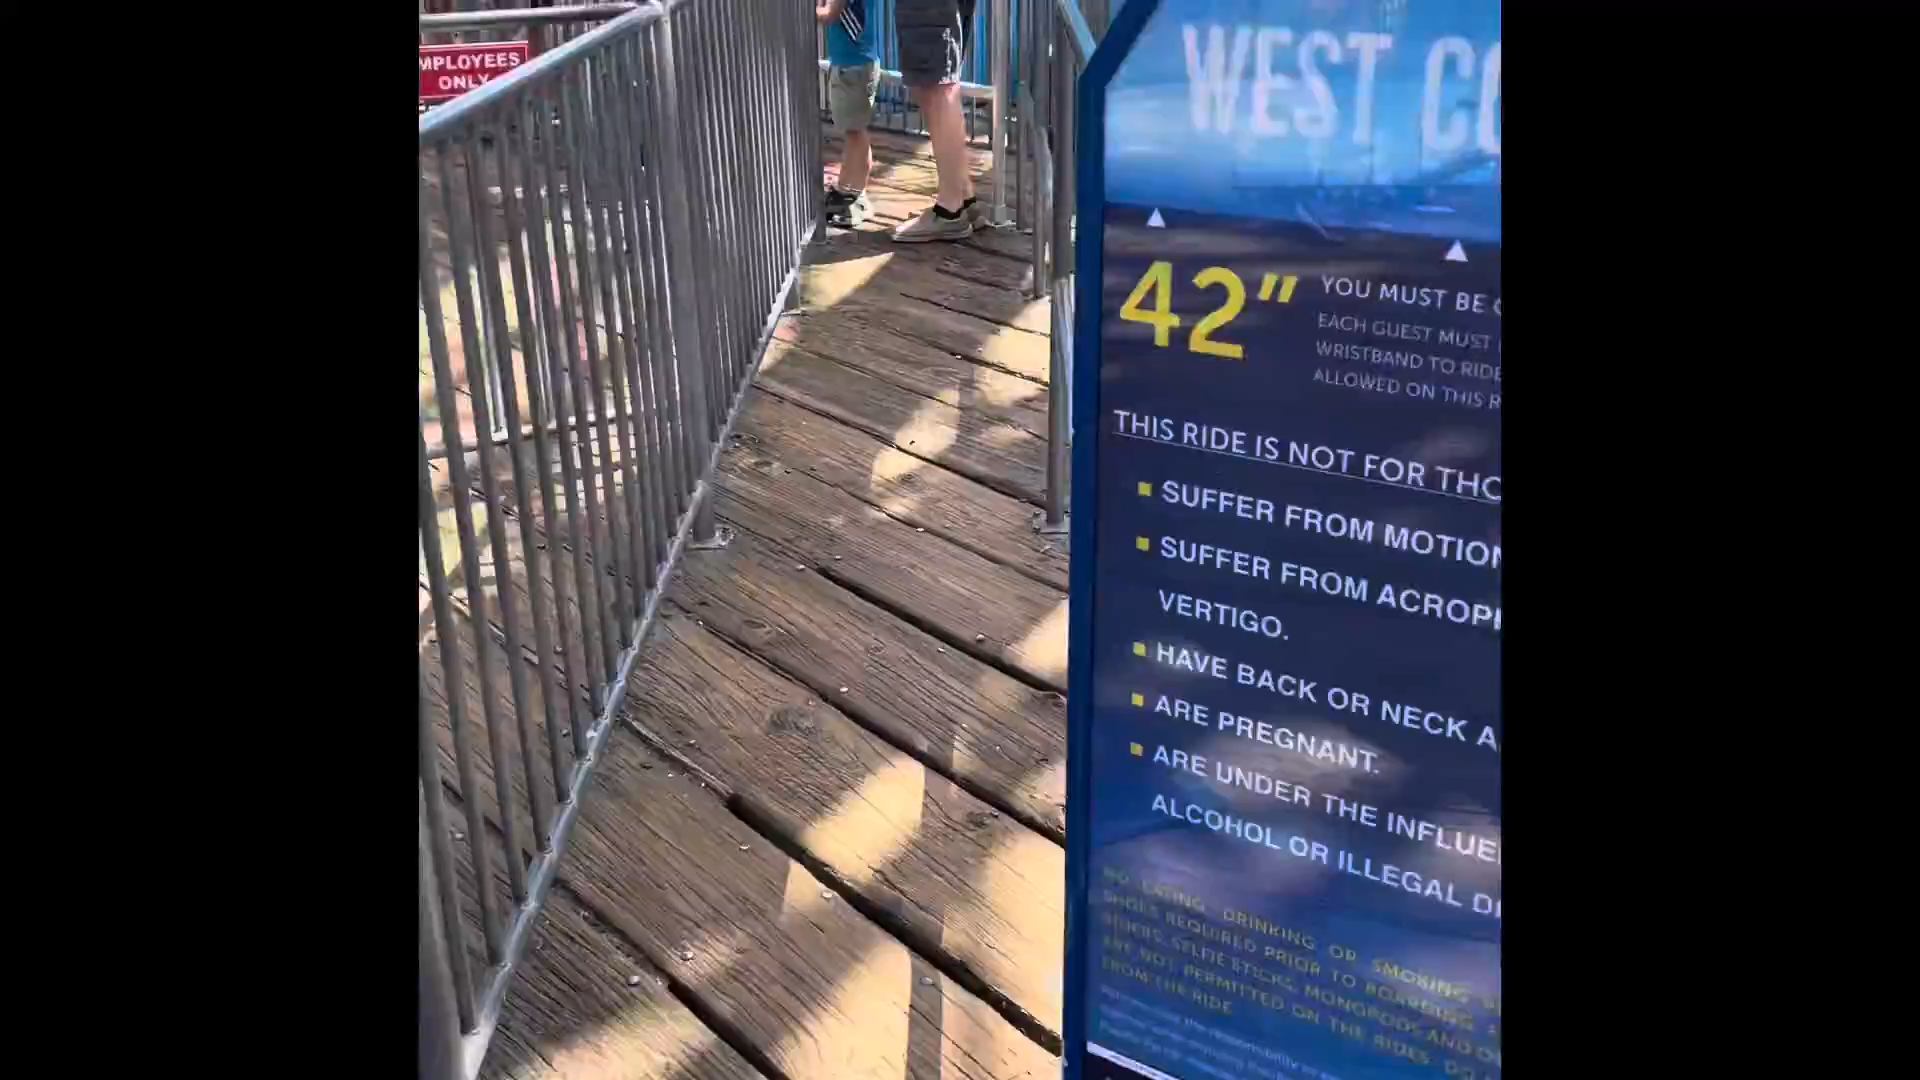 MPLOYEES
ONLY
WEST CO
42"
YOU MUST BE
EACH GUEST MUST
WRISTBAND TO RIDE
ALLOWED ON THIS R
THIS RIDE IS NOT FOR THO
SUFFER FROM MOTION
SUFFER FROM ACROP
VERTIGO.
HAVE BACK OR NECK A
ARE PREGNANT.
ARE UNDER THE INFLUE
ALCOHOL OR ILLEGAL D
NO EATING, DRINKING OR SMOKING
SHOES REQUIRED PRIOR TO BOARDING
RIDERS. SELFIE STICKS, MONOPODS AND O
ARE NOT PERMITTED ON THE RIDES. DO
FROM THE RIDE